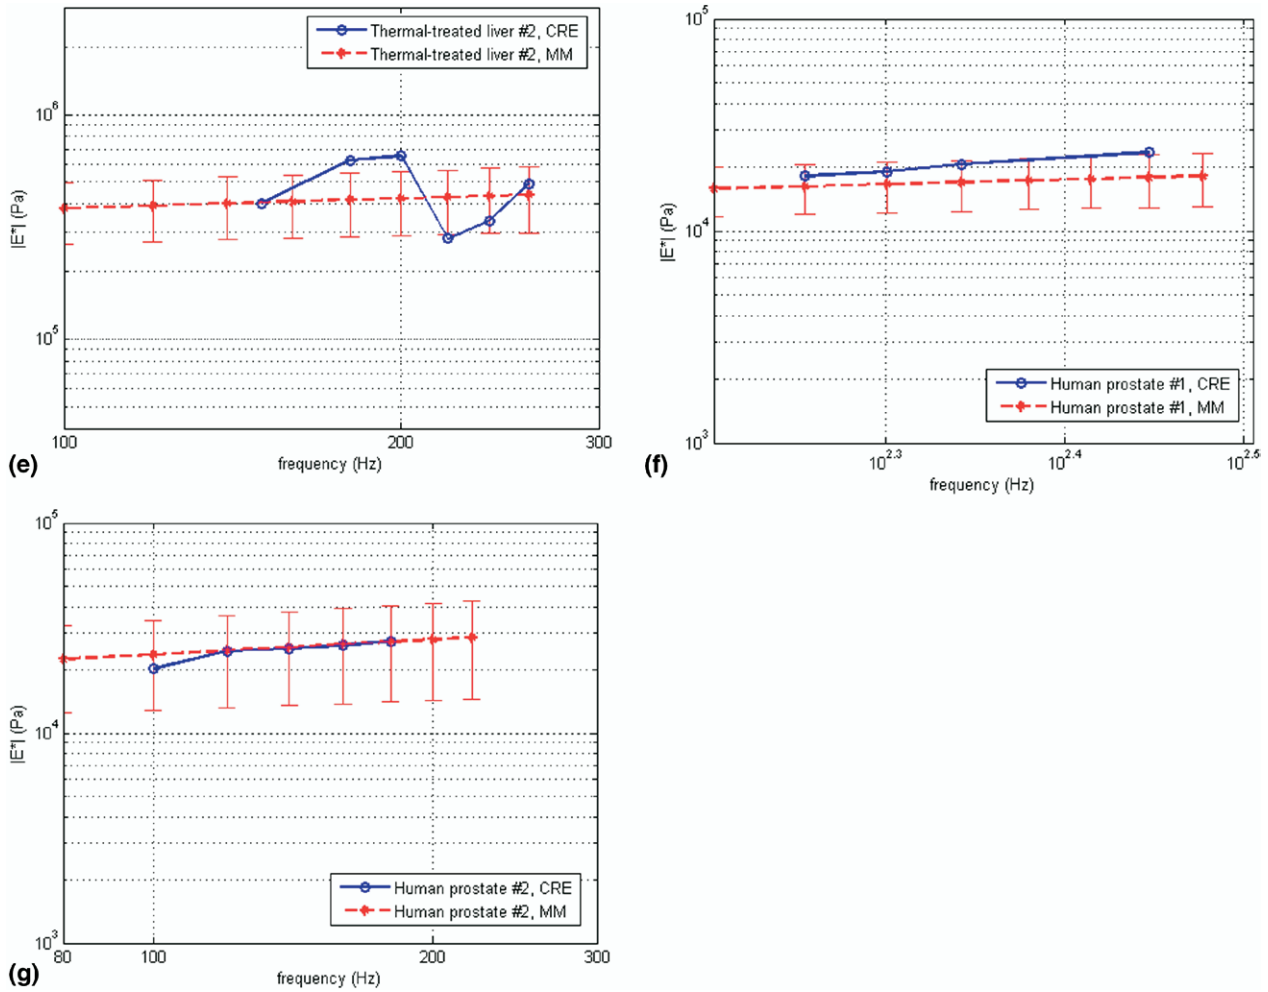 Thermal-treated liver #2, CRE
Thermal-treated liver #2, MM
10^6
10^5
|E*| (Pa)
100
200
300
frequency (Hz)
(e)
10^5
10^4
10^3
|E*| (Pa)
Human prostate #1, CRE
Human prostate #1, MM
10^2.3
10^2.4
10^2.5
frequency (Hz)
(f)
10^5
10^4
10^3
|E*| (Pa)
Human prostate #2, CRE
Human prostate #2, MM
80
100
200
300
frequency (Hz)
(g)